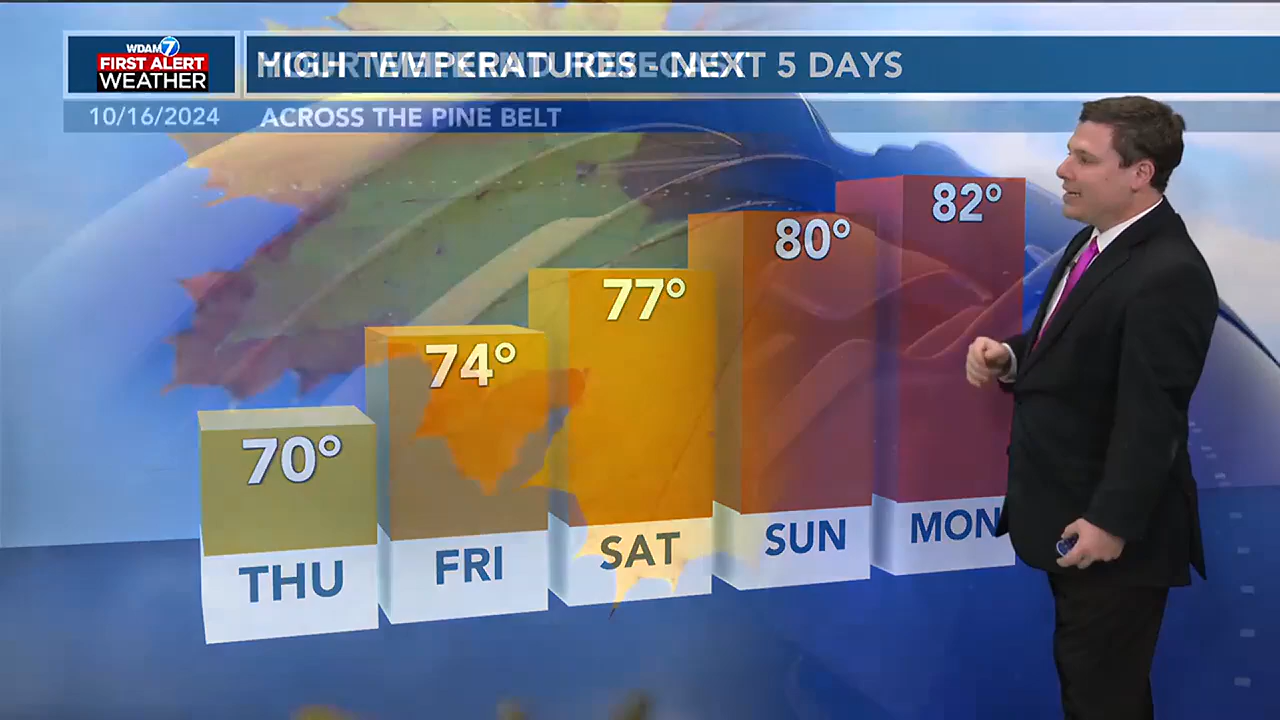 WDAM 7
FIRST ALERT
WEATHER
HIGH TEMPERATURES - NEXT 5 DAYS
10/16/2024
ACROSS THE PINE BELT
70°
74°
77°
80°
82°
THU
FRI
SAT
SUN
MON